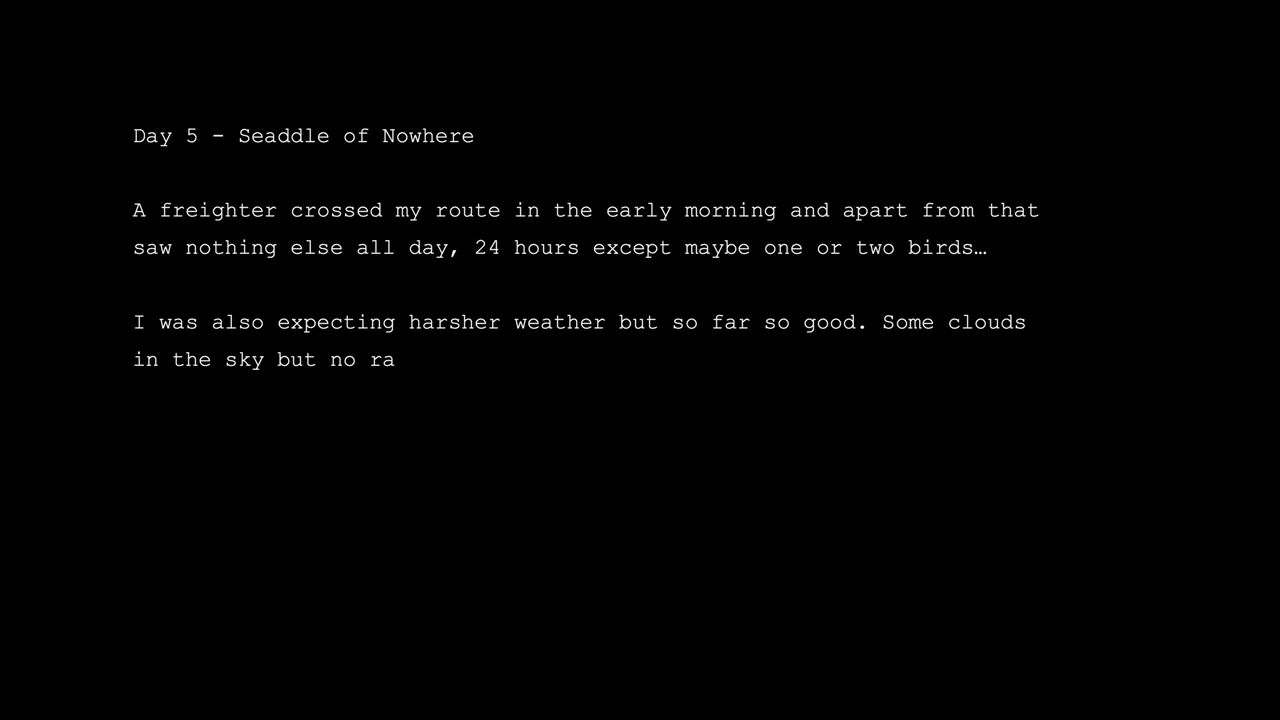 Day 5 - Seaddle of Nowhere
A freighter crossed my route in the early morning and apart from that
saw nothing else all day, 24 hours except maybe one or two birds…
I was also expecting harsher weather but so far so good. Some clouds
in the sky but no ra